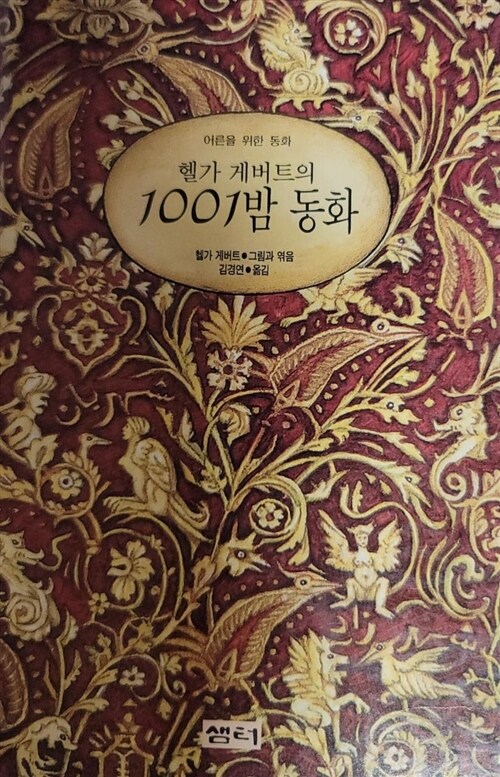 어른을 위한 동화
헬가 게버트의
1001밤 동화
헬가 게버트●그림과 엮음
김경연●옮김
샘터